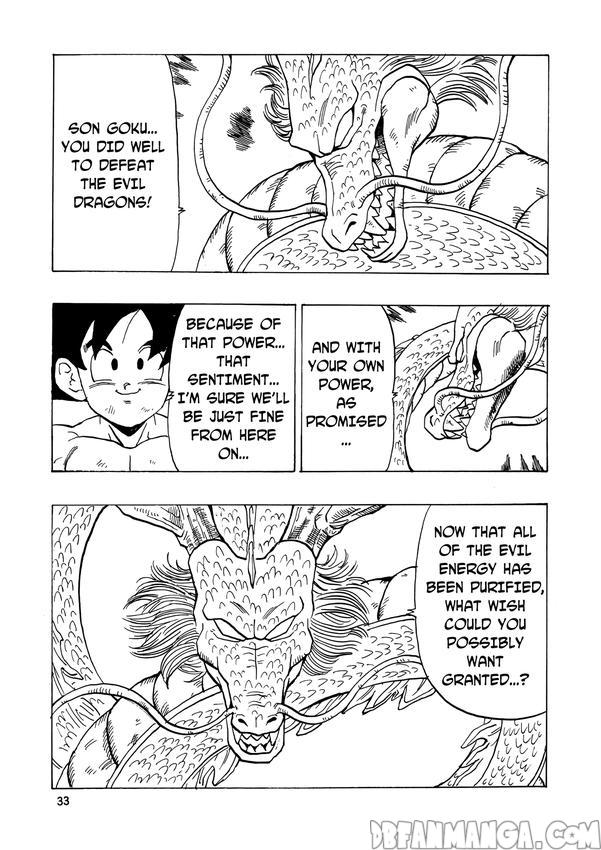 SON GOKU...
YOU DID WELL
TO DEFEAT
THE EVIL
DRAGONS!
AND WITH
YOUR OWN
POWER,
AS
PROMISED
...
BECAUSE OF
THAT POWER...
THAT
SENTIMENT...
I'M SURE WE'LL
BE JUST FINE
FROM HERE
ON...
NOW THAT ALL
OF THE EVIL
ENERGY HAS
BEEN PURIFIED,
WHAT WISH
COULD YOU
POSSIBLY
WANT
GRANTED...?
33
DBFANMANGA.COM